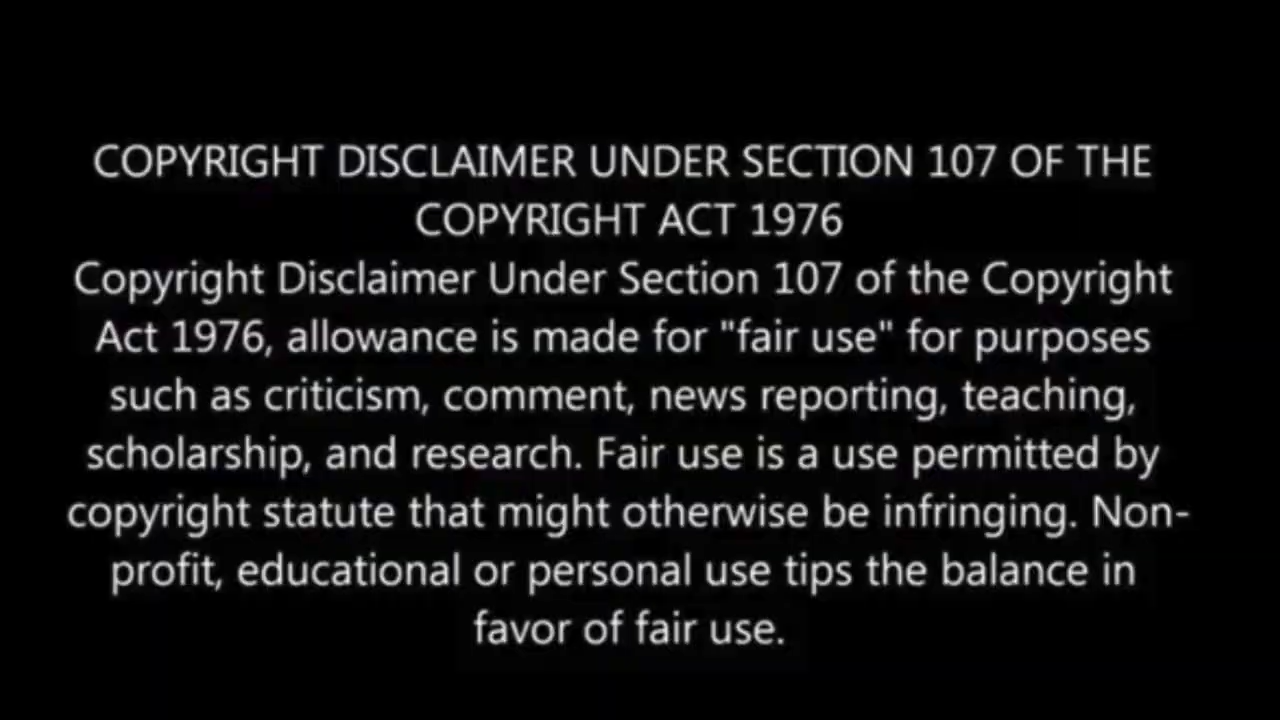 COPYRIGHT DISCLAIMER UNDER SECTION 107 OF THE
COPYRIGHT ACT 1976
Copyright Disclaimer Under Section 107 of the Copyright
Act 1976, allowance is made for "fair use" for purposes
such as criticism, comment, news reporting, teaching,
scholarship, and research. Fair use is a use permitted by
copyright statute that might otherwise be infringing. Non-
profit, educational or personal use tips the balance in
favor of fair use.